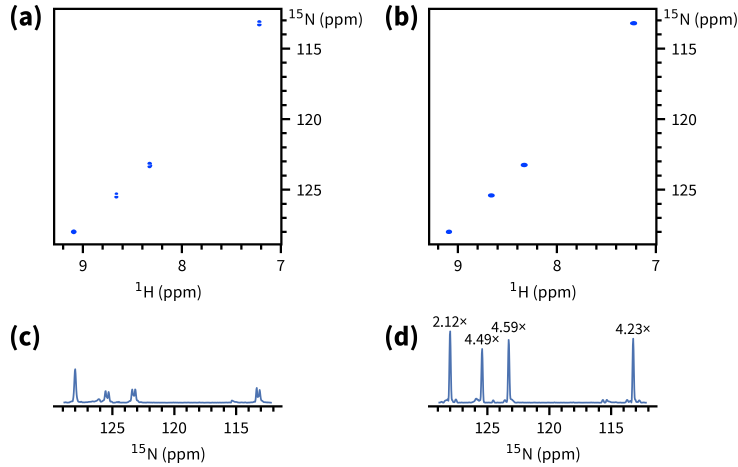 (a)
¹⁵N (ppm)
115
120
125
9 8 7
¹H (ppm)
(b)
¹⁵N (ppm)
115
120
125
9 8 7
¹H (ppm)
(c)
125 120 115
¹⁵N (ppm)
(d)
2.12×
4.49×
4.59×
4.23×
125 120 115
¹⁵N (ppm)